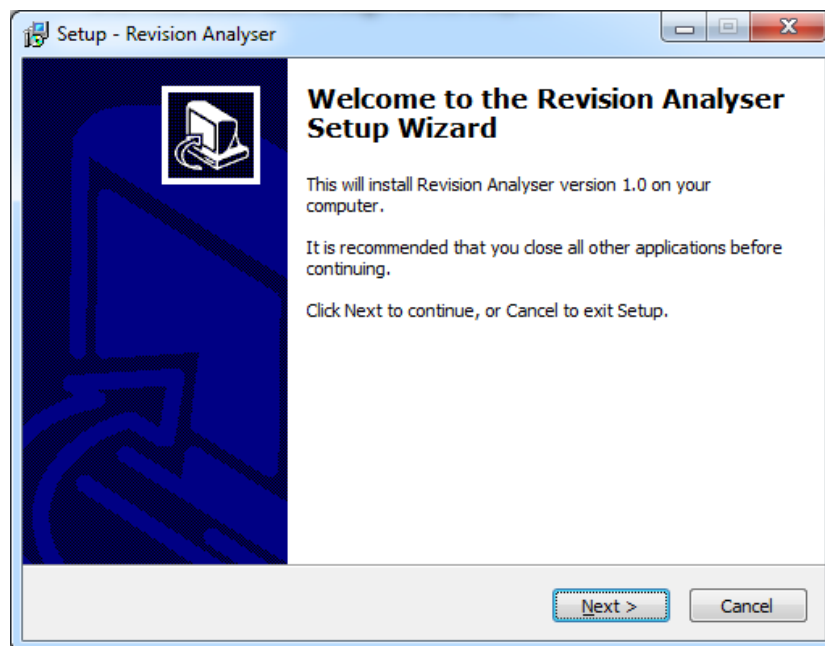 Setup - Revision Analyser
Welcome to the Revision Analyser
Setup Wizard
This will install Revision Analyser version 1.0 on your
computer.
It is recommended that you close all other applications before
continuing.
Click Next to continue, or Cancel to exit Setup.
Next >
Cancel